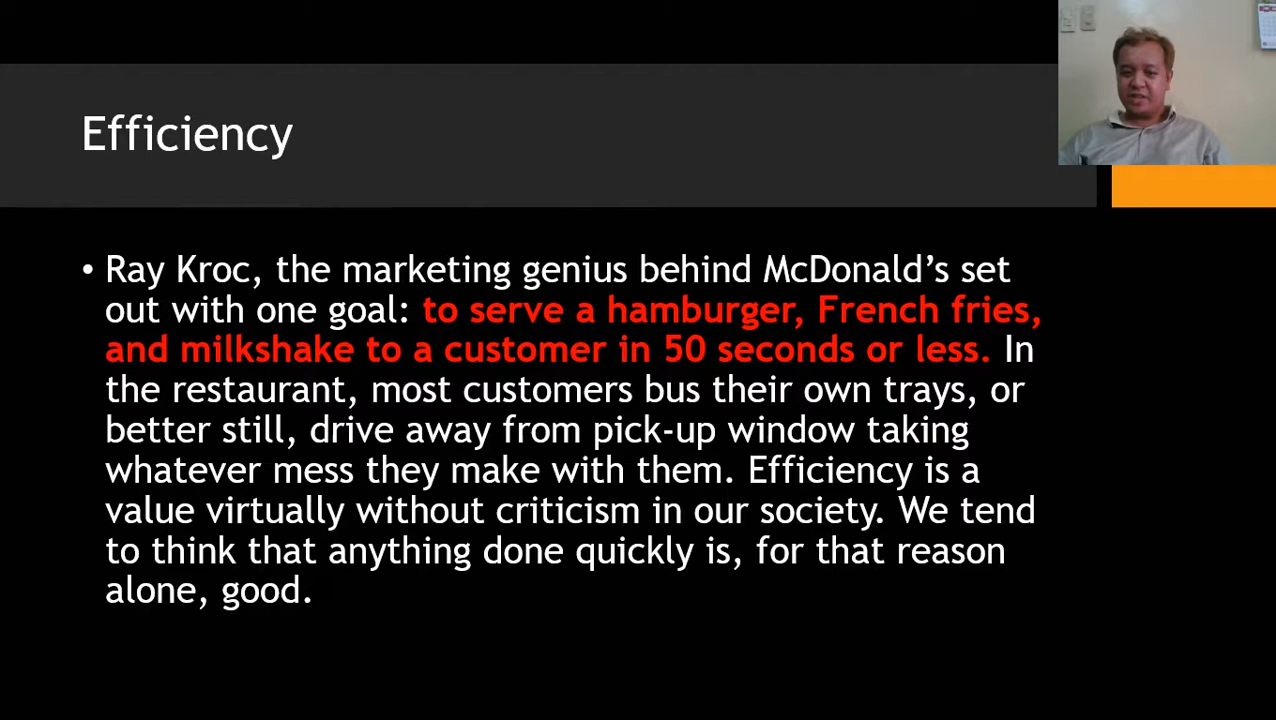 Efficiency
• Ray Kroc, the marketing genius behind McDonald's set
out with one goal: to serve a hamburger, French fries,
and milkshake to a customer in 50 seconds or less. In
the restaurant, most customers bus their own trays, or
better still, drive away from pick-up window taking
whatever mess they make with them. Efficiency is a
value virtually without criticism in our society. We tend
to think that anything done quickly is, for that reason
alone, good.